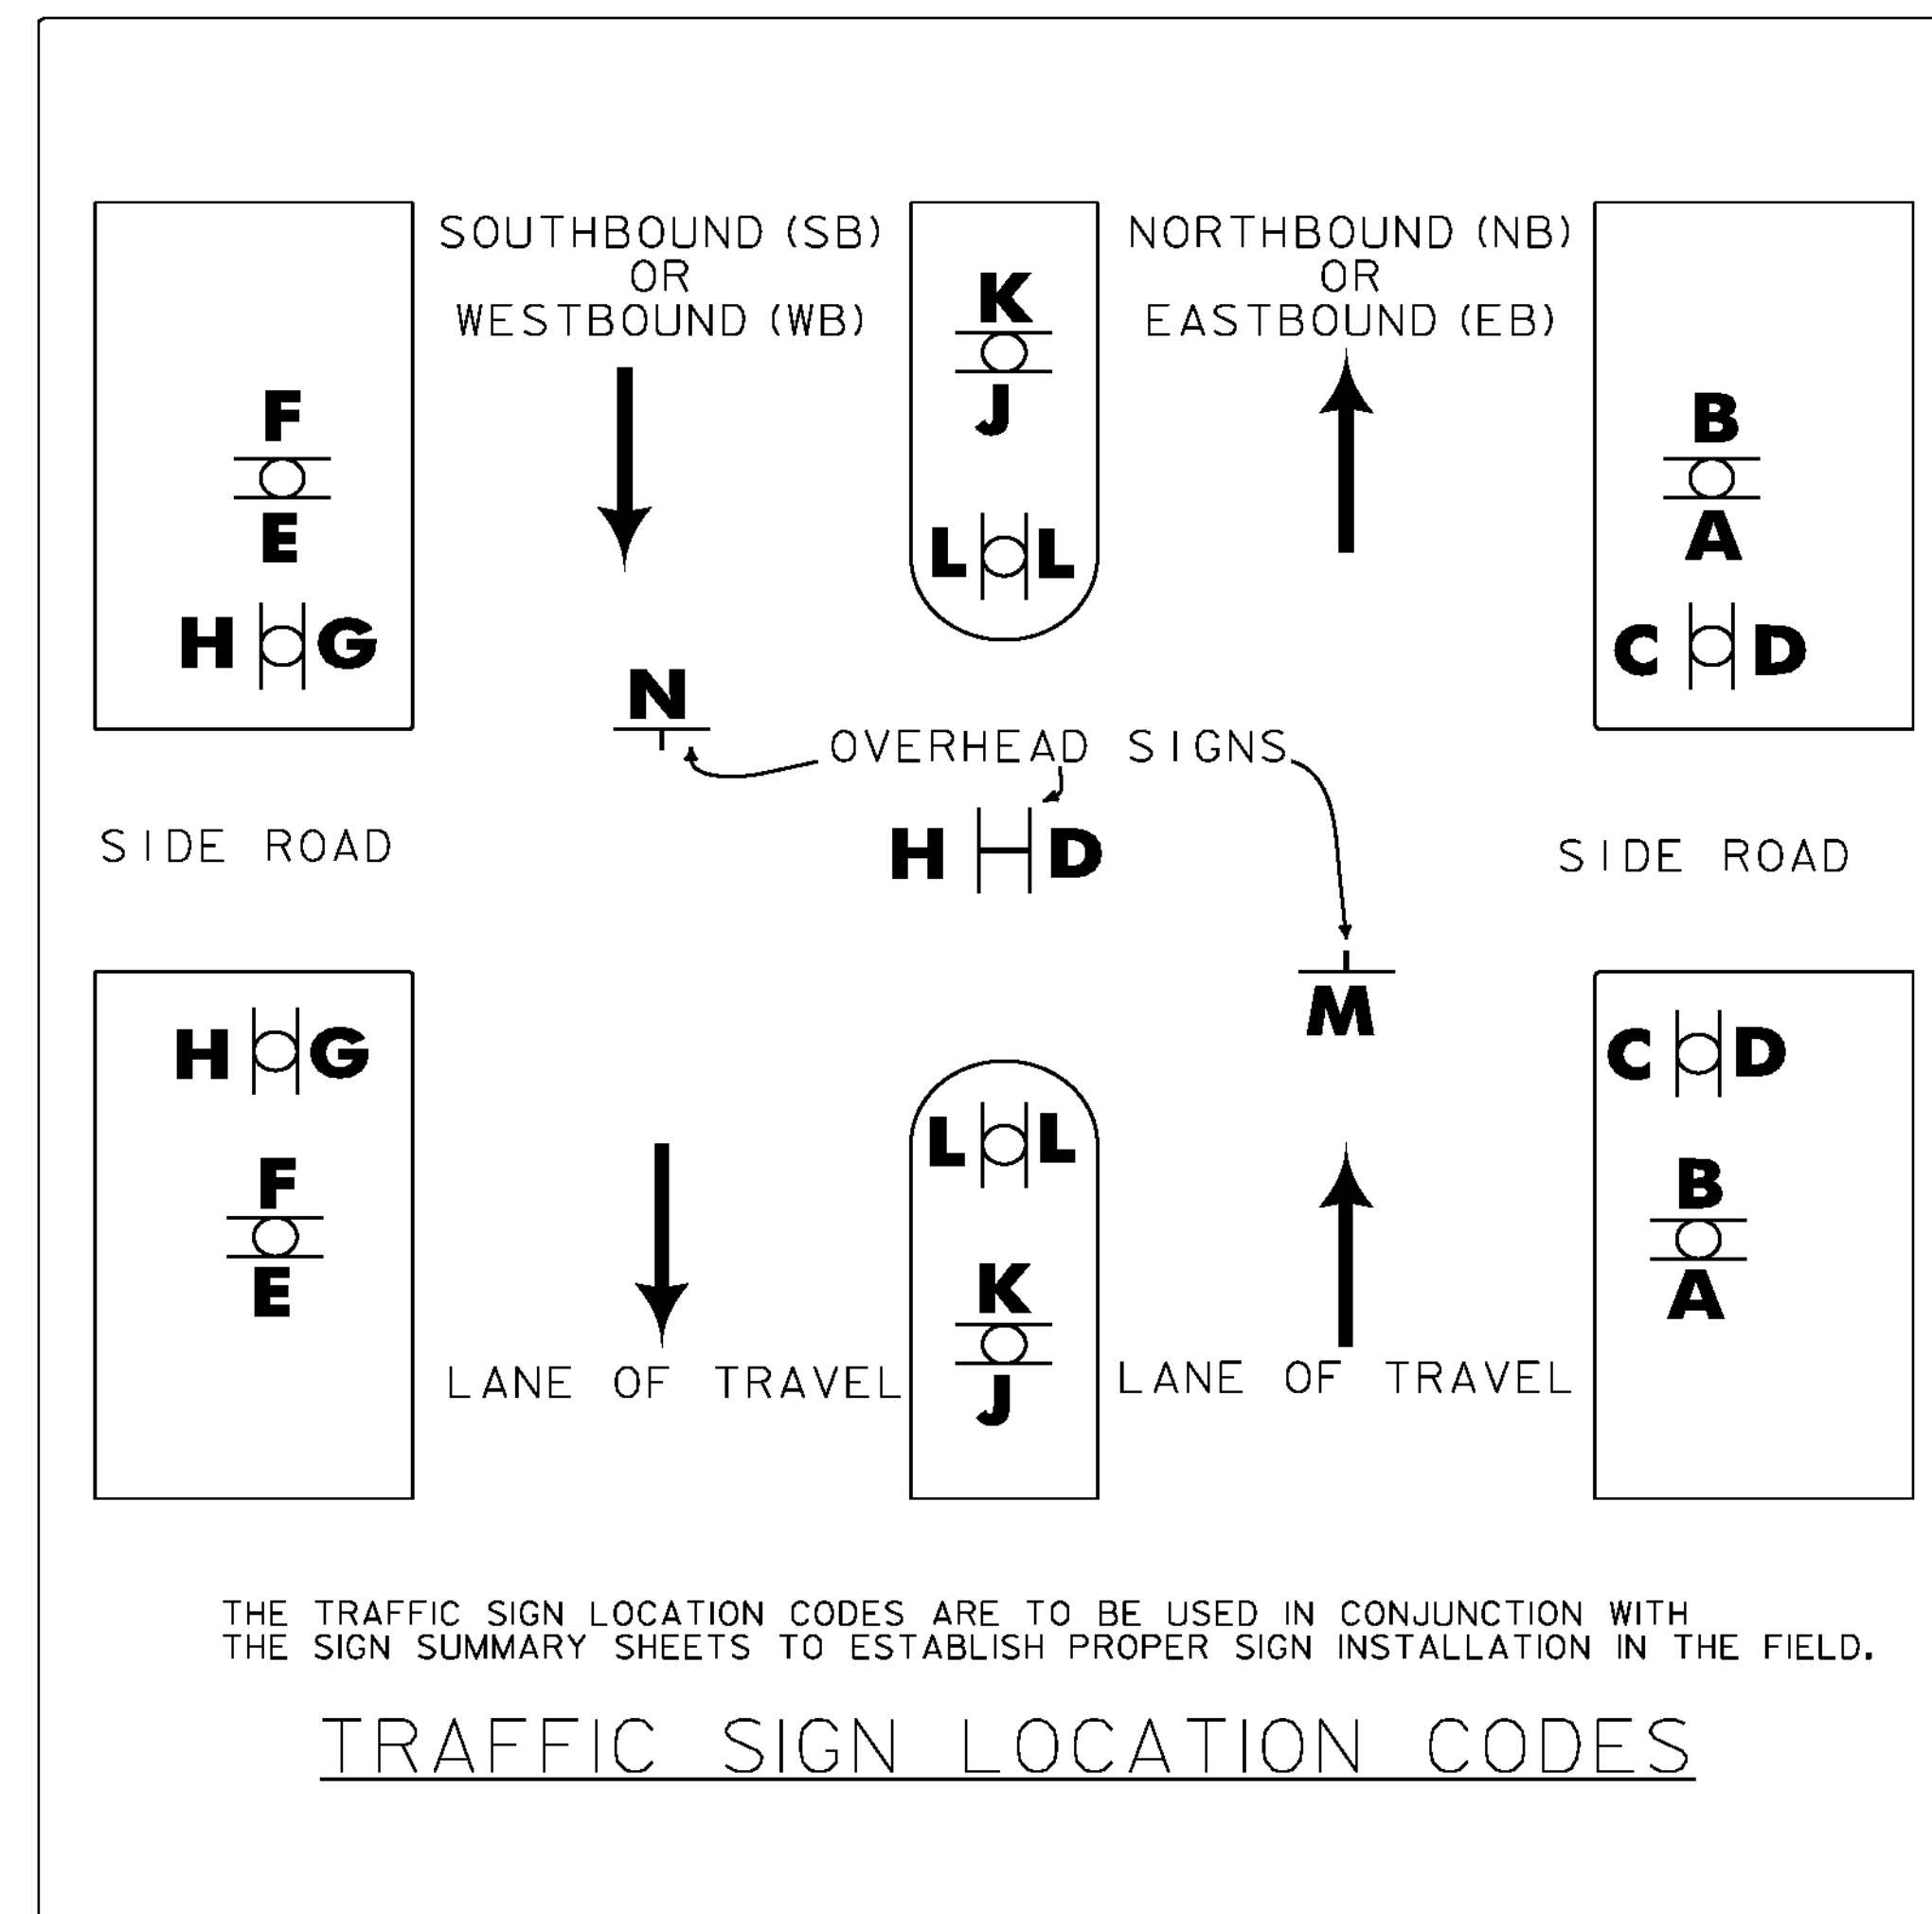 SOUTHBOUND (SB)
OR
WESTBOUND (WB)
NORTHBOUND (NB)
OR
EASTBOUND (EB)
K
J
F
E
B
A
L L
H G
C D
N
OVERHEAD SIGNS
SIDE ROAD
H D
SIDE ROAD
M
H G
C D
L L
F
E
B
A
K
J
LANE OF TRAVEL
LANE OF TRAVEL
THE TRAFFIC SIGN LOCATION CODES ARE TO BE USED IN CONJUNCTION WITH
THE SIGN SUMMARY SHEETS TO ESTABLISH PROPER SIGN INSTALLATION IN THE FIELD.
TRAFFIC SIGN LOCATION CODES